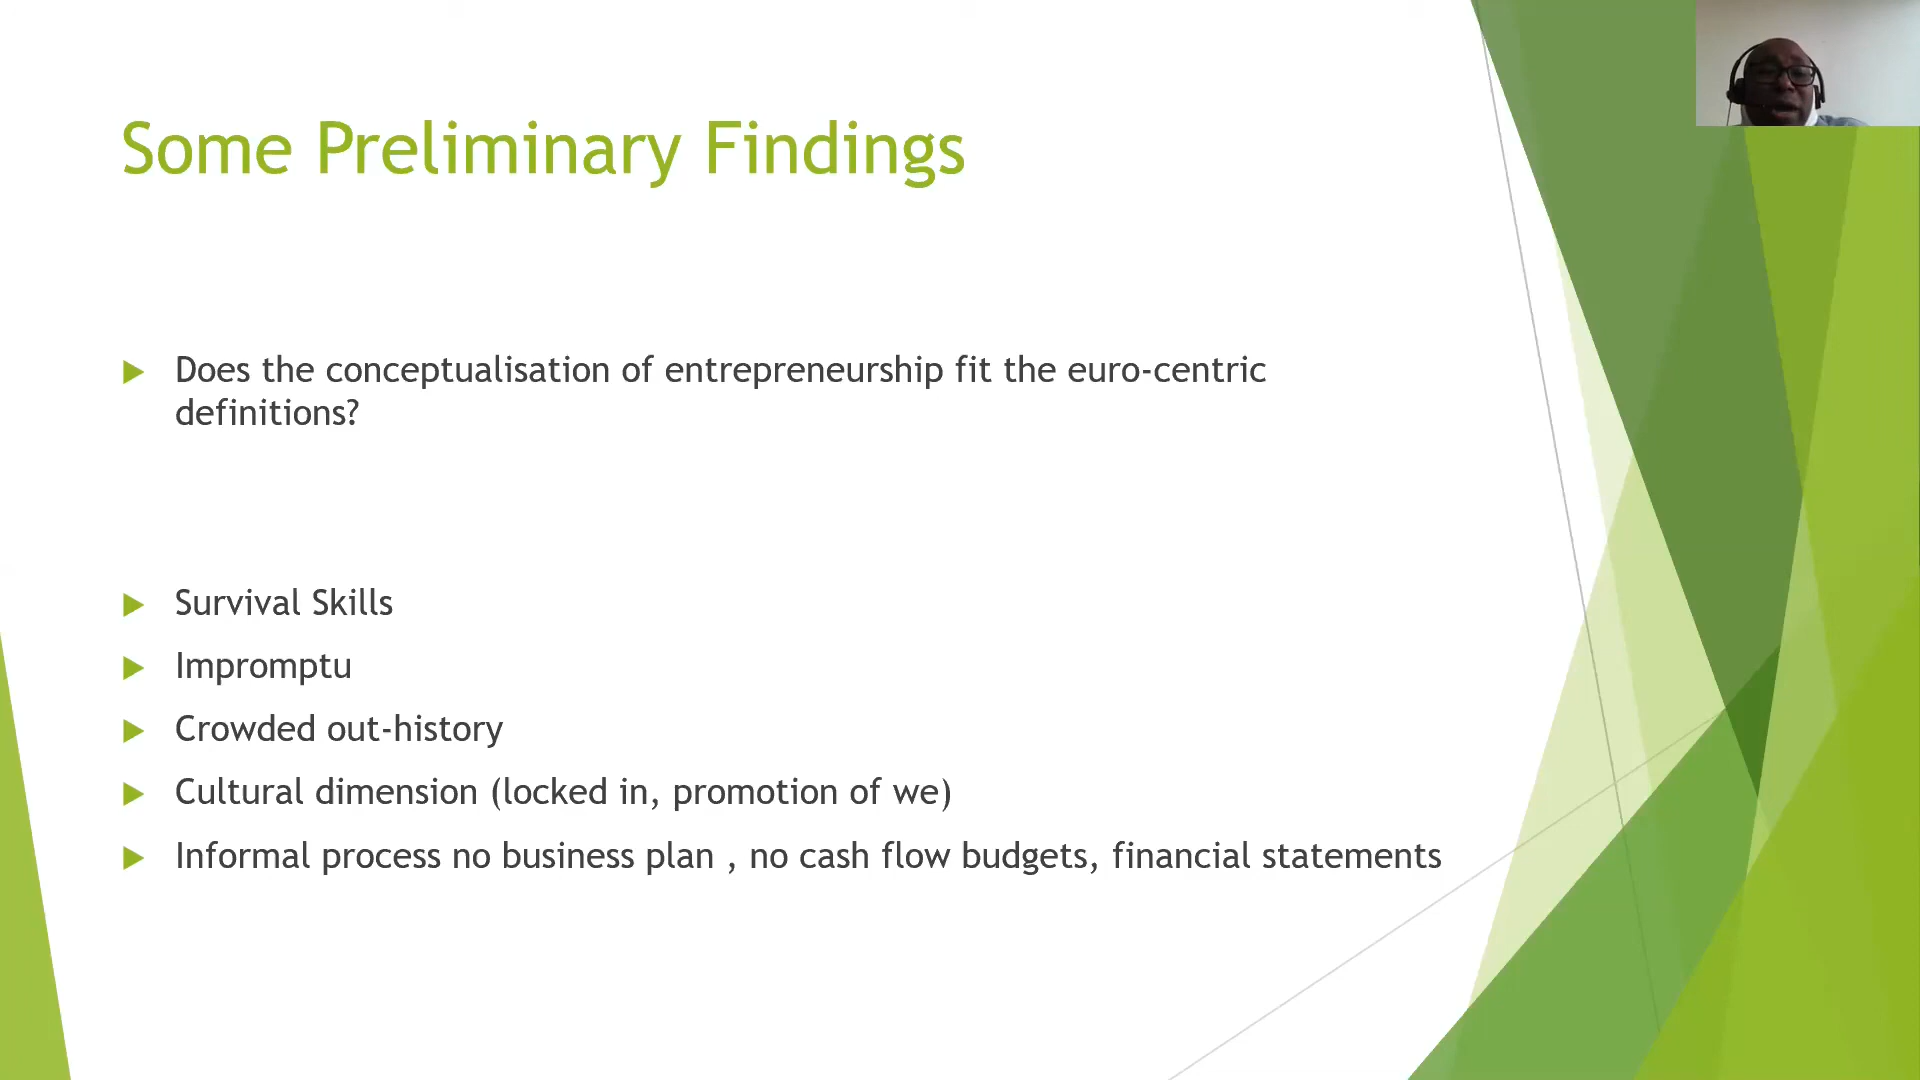 Some Preliminary Findings
Does the conceptualisation of entrepreneurship fit the euro-centric
definitions?
Survival Skills
Impromptu
Crowded out-history
Cultural dimension (locked in, promotion of we)
Informal process no business plan , no cash flow budgets, financial statements